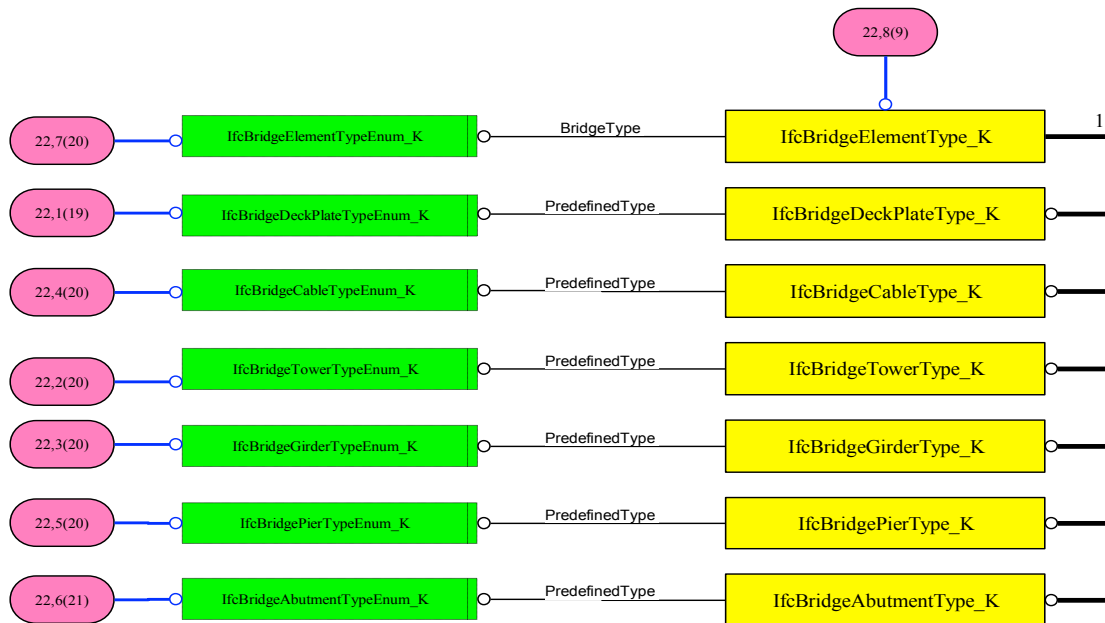 22,8(9)
22,7(20)
IfcBridgeElementTypeEnum_K
BridgeType
IfcBridgeElementType_K
1
22,1(19)
IfcBridgeDeckPlateTypeEnum_K
PredefinedType
IfcBridgeDeckPlateType_K
22,4(20)
IfcBridgeCableTypeEnum_K
PredefinedType
IfcBridgeCableType_K
22,2(20)
IfcBridgeTowerTypeEnum_K
PredefinedType
IfcBridgeTowerType_K
22,3(20)
IfcBridgeGirderTypeEnum_K
PredefinedType
IfcBridgeGirderType_K
22,5(20)
IfcBridgePierTypeEnum_K
PredefinedType
IfcBridgePierType_K
22,6(21)
IfcBridgeAbutmentTypeEnum_K
PredefinedType
IfcBridgeAbutmentType_K